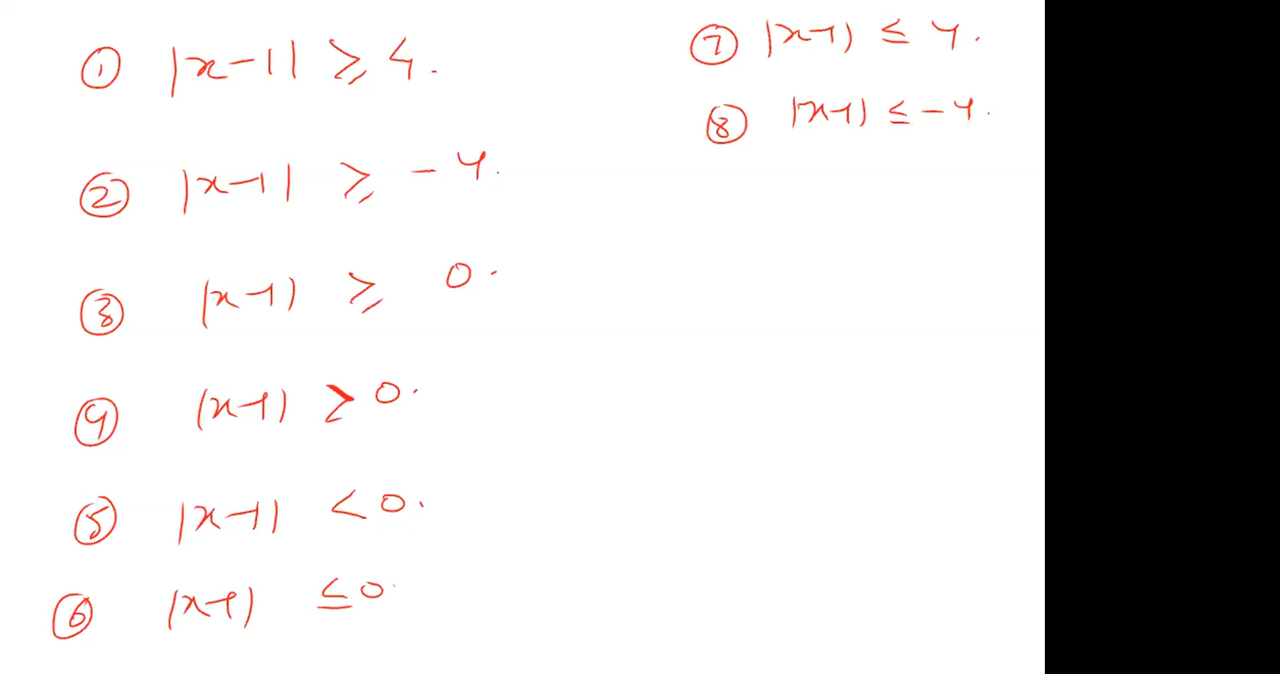 ① |x-1| ≥ 4.
② |x-1| ≥ -4.
③ |x-1| ≥ 0.
④ |x-1| > 0.
⑤ |x-1| < 0.
⑥ |x-1| ≤ 0.
⑦ |x-1| ≤ 4.
⑧ |x-1| ≤ -4.